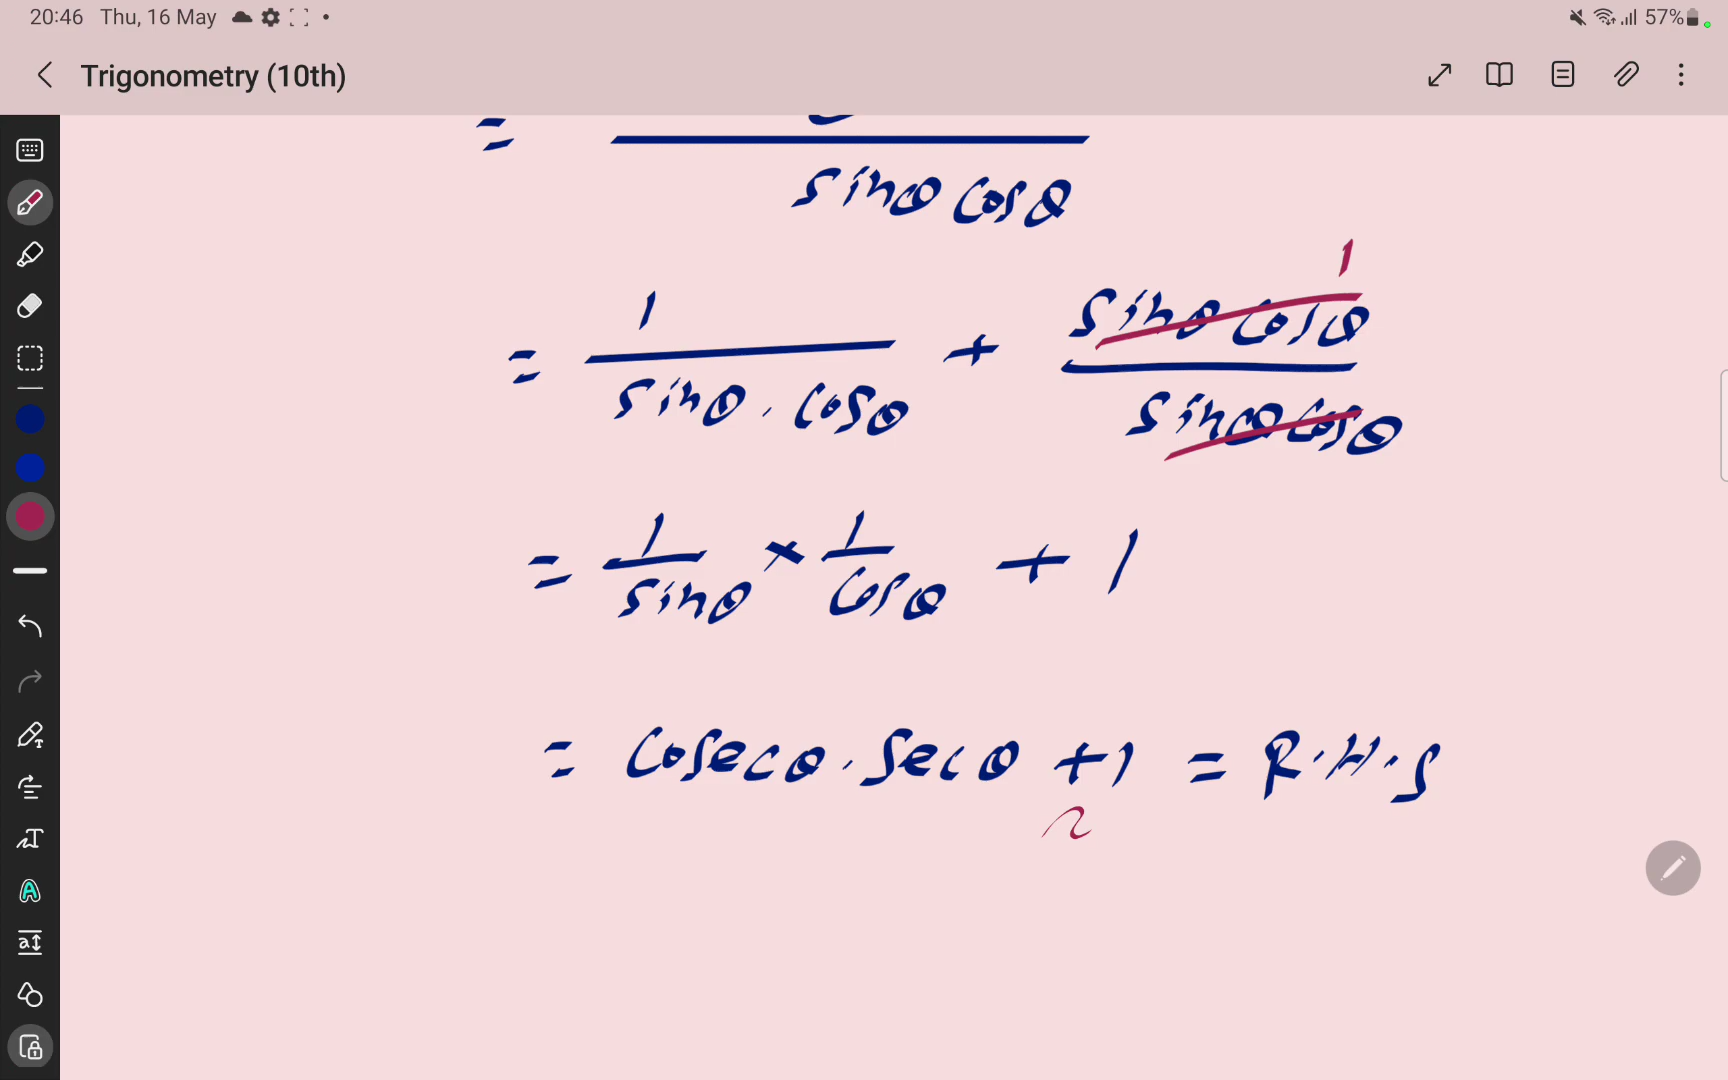 20:46 Thu, 16 May 57%
Trigonometry (10th)
=
sinθ cosθ
1
= 1/(sinθ . cosθ) + sinθ cosθ/(sinθ cosθ)
= 1/sinθ × 1/cosθ + 1
= cosecθ . secθ + 1 = R.H.S